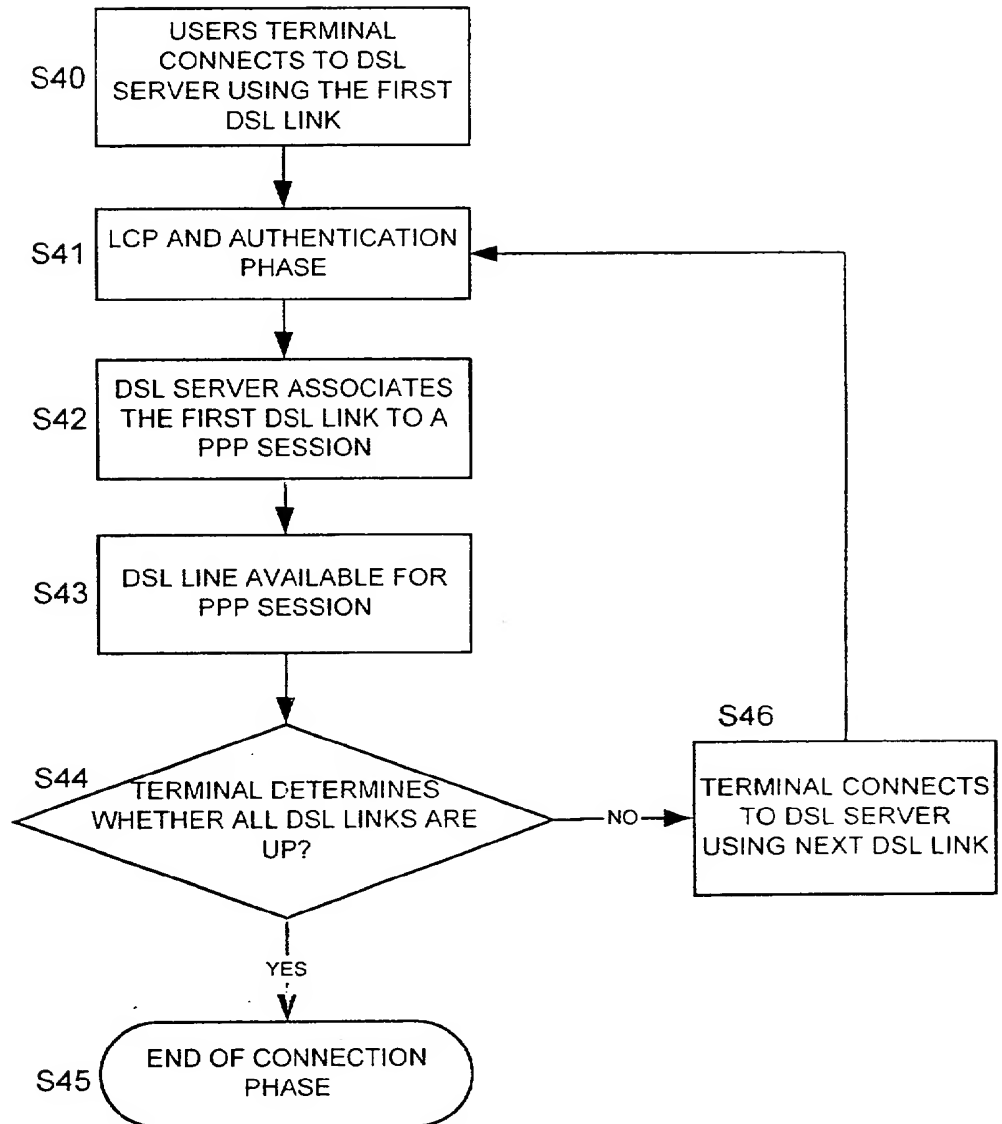 S40
USERS TERMINAL
CONNECTS TO DSL
SERVER USING THE FIRST
DSL LINK
S41
LCP AND AUTHENTICATION
PHASE
S42
DSL SERVER ASSOCIATES
THE FIRST DSL LINK TO A
PPP SESSION
S43
DSL LINE AVAILABLE FOR
PPP SESSION
S44
TERMINAL DETERMINES
WHETHER ALL DSL LINKS ARE
UP?
NO
S46
TERMINAL CONNECTS
TO DSL SERVER
USING NEXT DSL LINK
YES
S45
END OF CONNECTION
PHASE